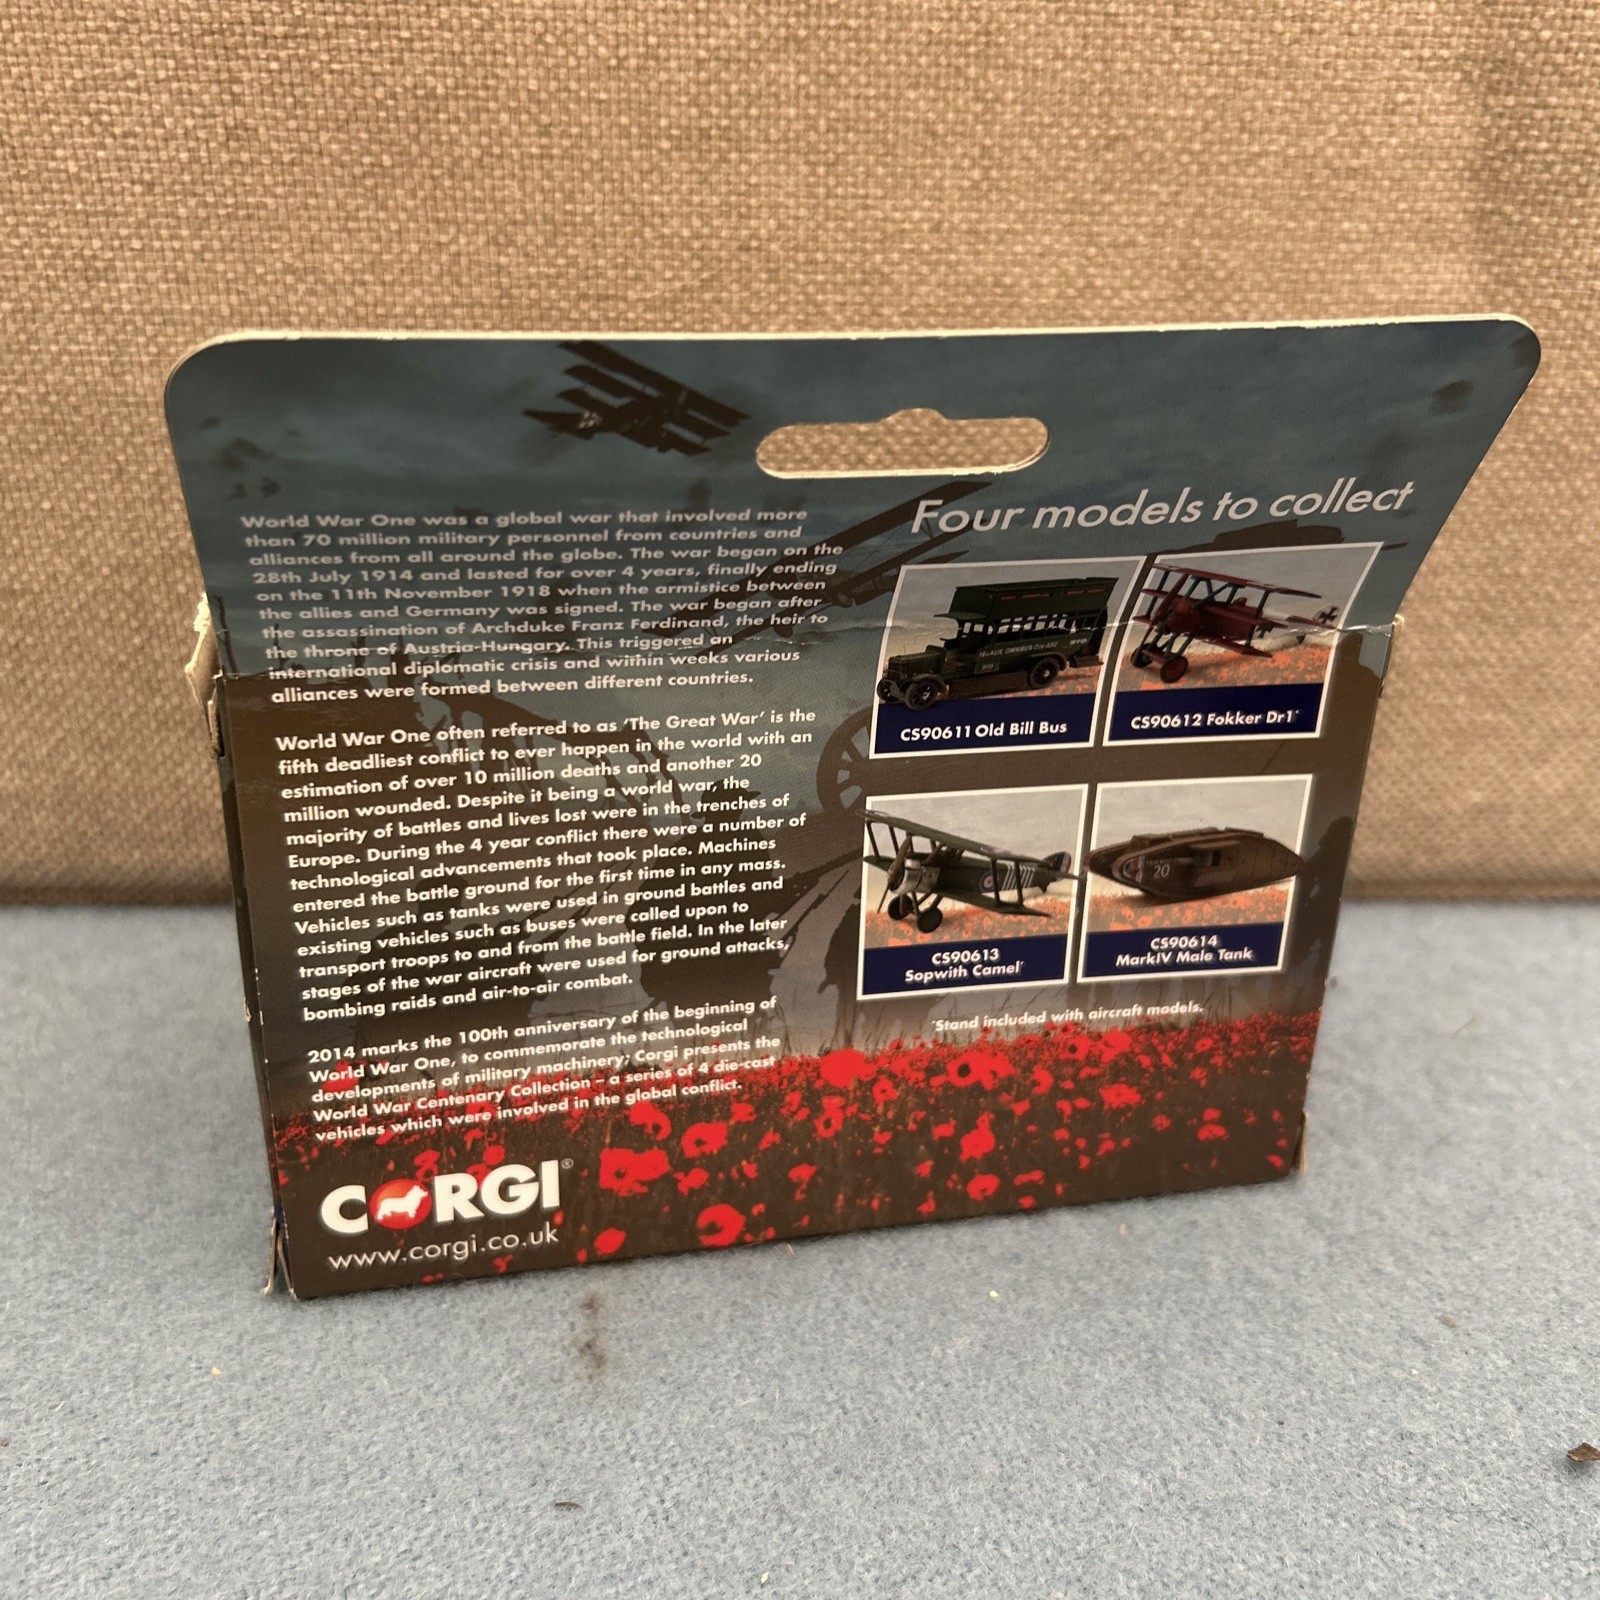 World War One was a global war that involved more
than 70 million military personnel from countries and
alliances from all around the globe. The war began on the
28th July 1914 and lasted for over 4 years, finally ending
on the 11th November 1918 when the armistice between
the allies and Germany was signed. The war began after
the assassination of Archduke Franz Ferdinand, the heir to
the throne of Austria-Hungary. This triggered an
international diplomatic crisis and within weeks various
alliances were formed between different countries.
World War One often referred to as 'The Great War' is the
fifth deadliest conflict to ever happen in the world with an
estimation of over 10 million deaths and another 20
million wounded. Despite it being a world war, the
majority of battles and lives lost were in the trenches of
Europe. During the 4 year conflict there were a number of
technological advancements that took place. Machines
entered the battle ground for the first time in any mass.
Vehicles such as tanks were used in ground battles and
existing vehicles such as buses were called upon to
transport troops to and from the battle field. In the later
stages of the war aircraft were used for ground attacks,
bombing raids and air-to-air combat.
2014 marks the 100th anniversary of the beginning of
World War One, to commemorate the technological
developments of military machinery; Corgi presents the
World War Centenary Collection – a series of 4 die-cast
vehicles which were involved in the global conflict.
CORGI®
www.corgi.co.uk
Four models to collect
CS90611 Old Bill Bus
CS90612 Fokker Dr1*
20
CS90613
Sopwith Camel*
CS90614
MarkIV Male Tank
*Stand included with aircraft models.